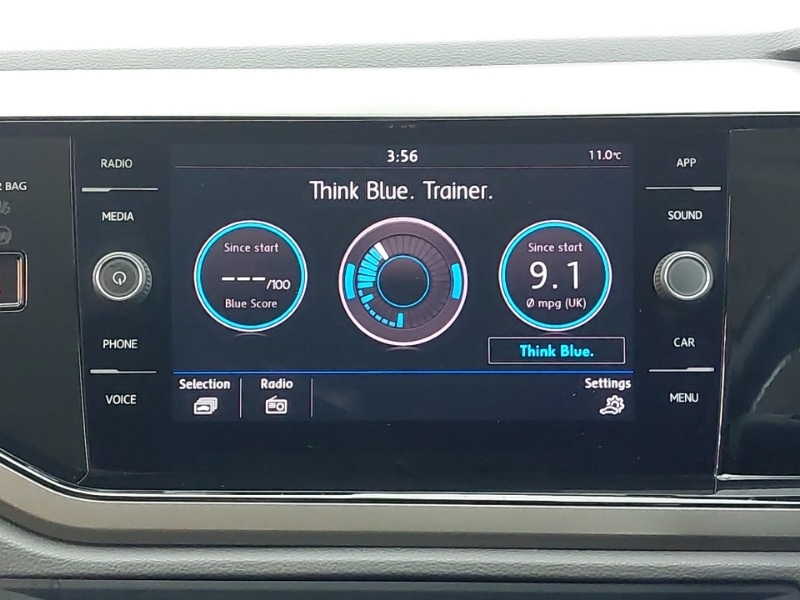 3:56
11.0°C
RADIO
APP
BAG
Think Blue. Trainer.
MEDIA
SOUND
Since start
---/100
Blue Score
Since start
9.1
Ø mpg (UK)
PHONE
CAR
Think Blue.
Selection
Radio
Settings
VOICE
MENU